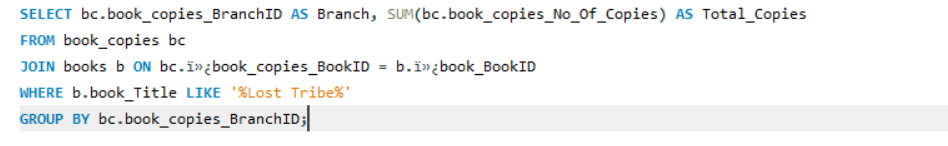 SELECT bc.book_copies_BranchID AS Branch, SUM(bc.book_copies_No_Of_Copies) AS Total_Copies
FROM book_copies bc
JOIN books b ON bc.ï»¿book_copies_BookID = b.ï»¿book_BookID
WHERE b.book_Title LIKE '%Lost Tribe%'
GROUP BY bc.book_copies_BranchID;